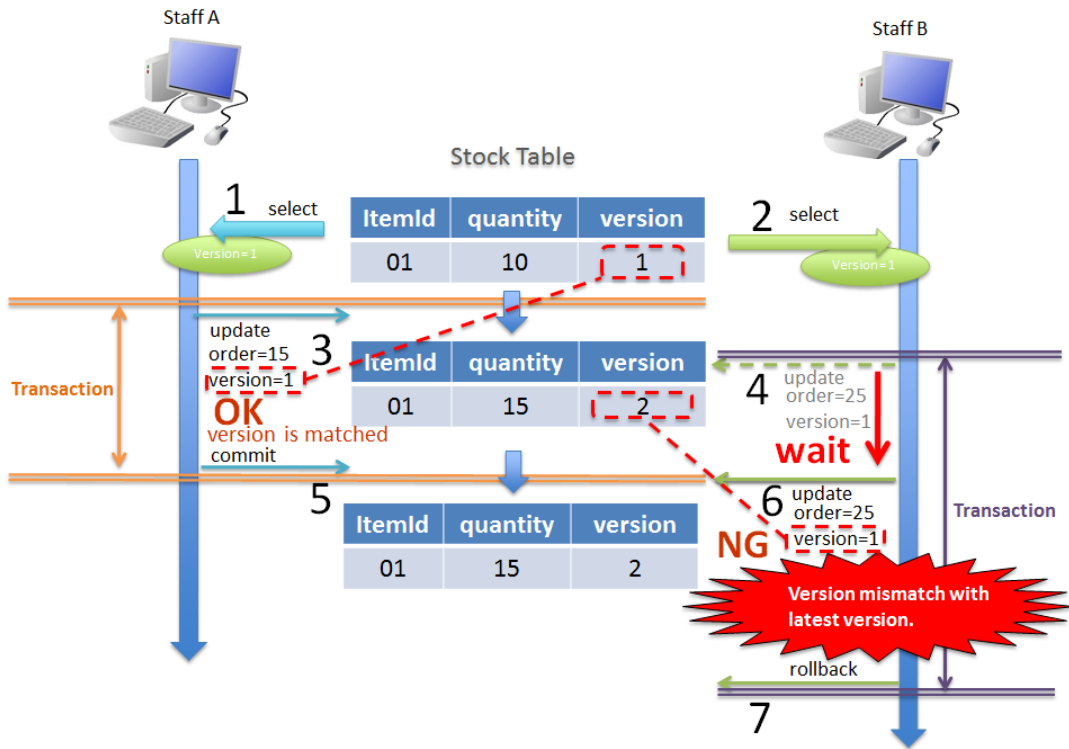 Staff A
Staff B
Stock Table
1 select
2 select
ItemId quantity version
01 10 1
Version=1
Version=1
update
order=15
version=1
3
OK
version is matched
commit
Transaction
ItemId quantity version
01 15 2
4
update
order=25
version=1
wait
5
ItemId quantity version
01 15 2
6
update
order=25
version=1
NG
Transaction
Version mismatch with
latest version.
rollback
7